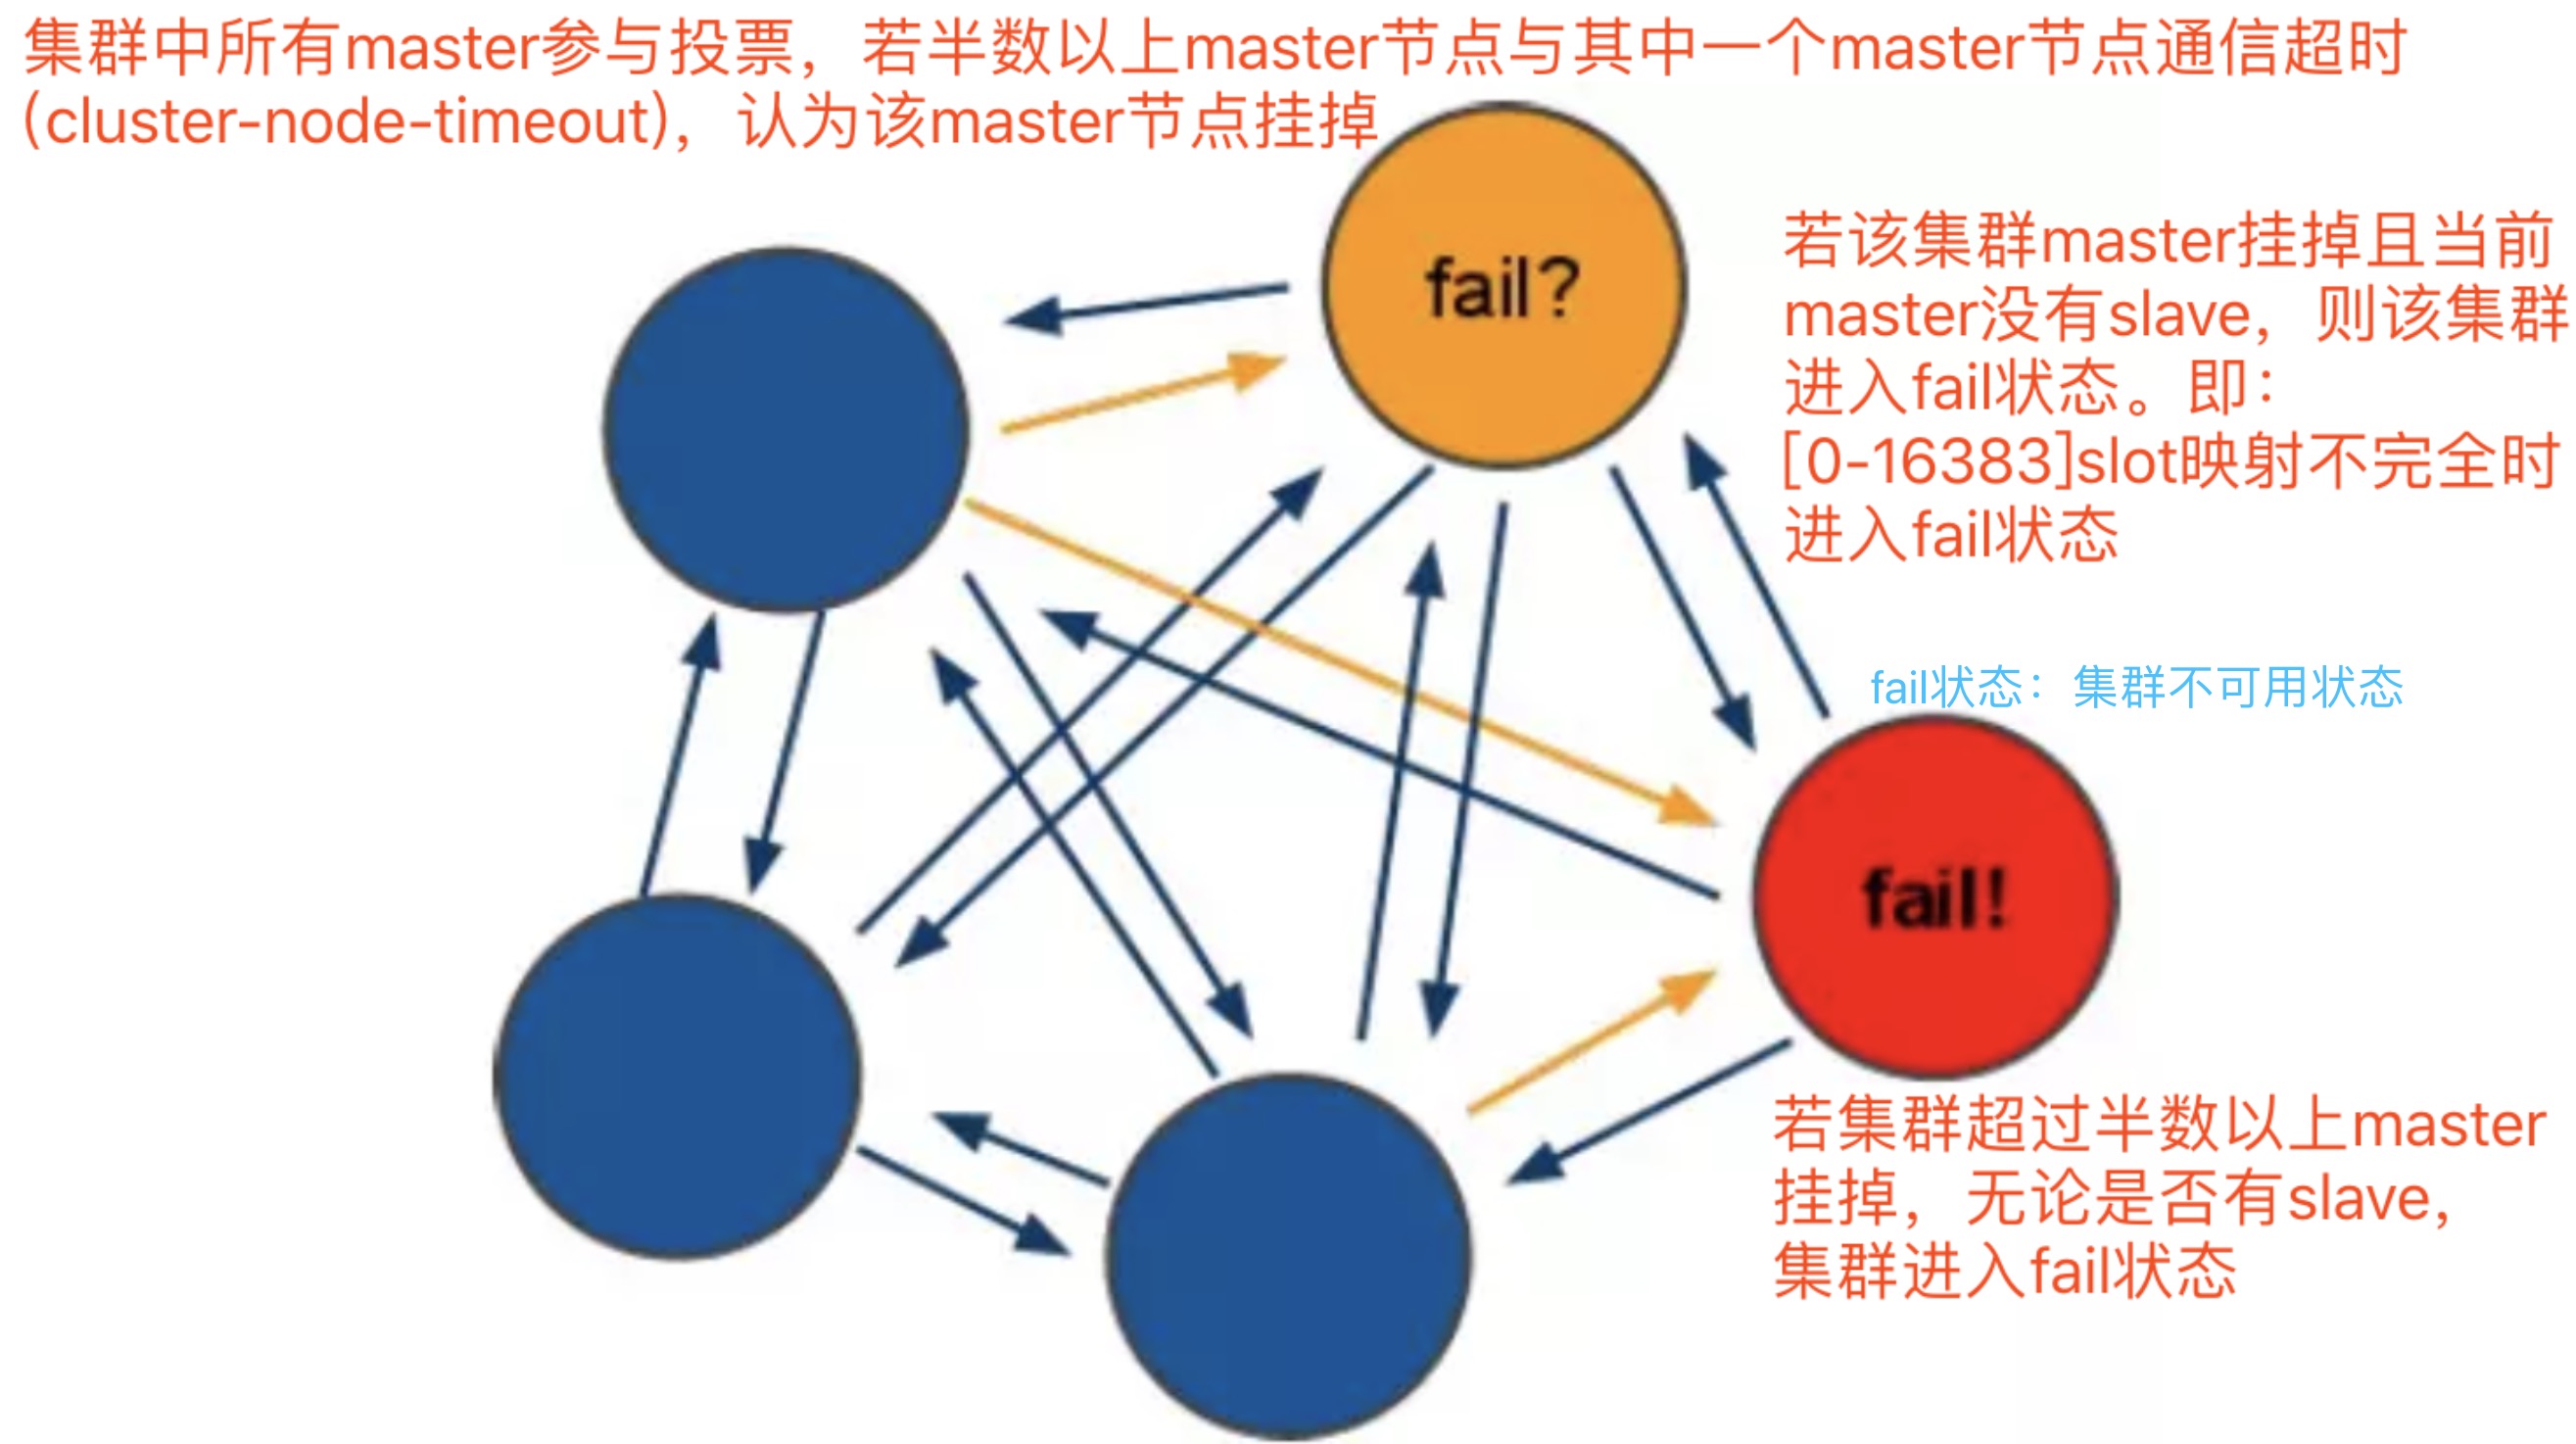 集群中所有master参与投票，若半数以上master节点与其中一个master节点通信超时
(cluster-node-timeout)，认为该master节点挂掉
fail?
若该集群master挂掉且当前
master没有slave，则该集群
进入fail状态。即：
[0-16383]slot映射不完全时
进入fail状态
fail状态：集群不可用状态
fail!
若集群超过半数以上master
挂掉，无论是否有slave，
集群进入fail状态